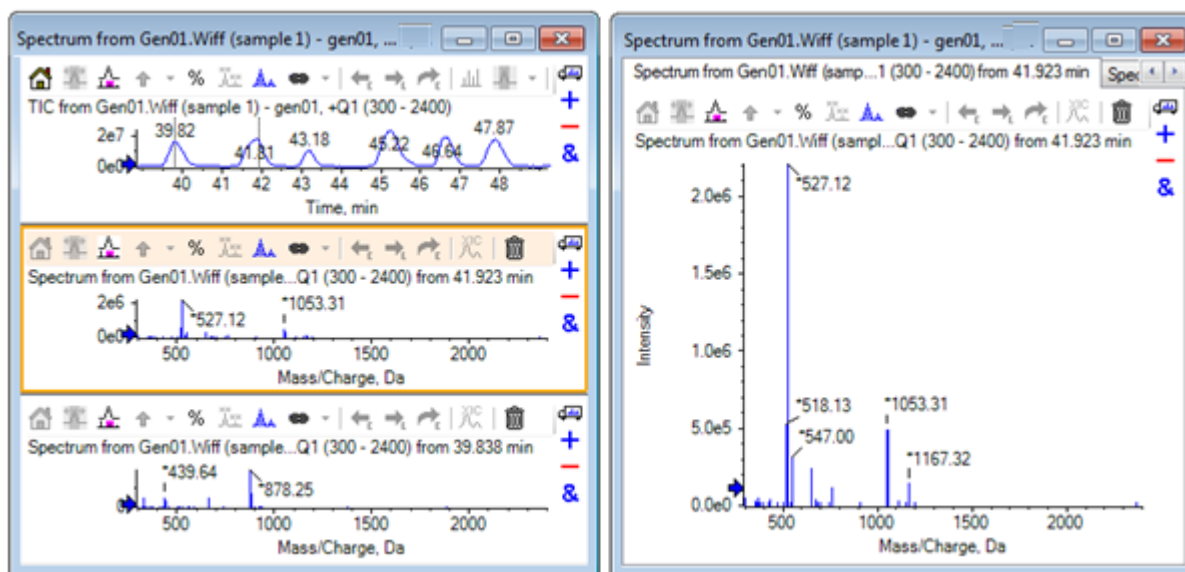 Spectrum from Gen01.Wiff (sample 1) - gen01, ...
%
TIC from Gen01.Wiff (sample 1) - gen01, +Q1 (300 - 2400)
2e7
0e0
39.82
41.81
43.18
45.22
46.64
47.87
40 41 42 43 44 45 46 47 48
Time, min
+
&
%
Spectrum from Gen01.Wiff (sample...Q1 (300 - 2400) from 41.923 min
2e6
0e0
*527.12
*1053.31
500 1000 1500 2000
Mass/Charge, Da
+
&
%
XIC
Spectrum from Gen01.Wiff (sample...Q1 (300 - 2400) from 39.838 min
*439.64
*878.25
500 1000 1500 2000
Mass/Charge, Da
+
&
Spectrum from Gen01.Wiff (sample 1) - gen01, ...
Spectrum from Gen01.Wiff (samp...1 (300 - 2400) from 41.923 min
Spec
%
XIC
Spectrum from Gen01.Wiff (sampl...Q1 (300 - 2400) from 41.923 min
+
&
Intensity
2.0e6
1.5e6
1.0e6
5.0e5
0.0e0
*527.12
*518.13
*547.00
*1053.31
*1167.32
500 1000 1500 2000
Mass/Charge, Da